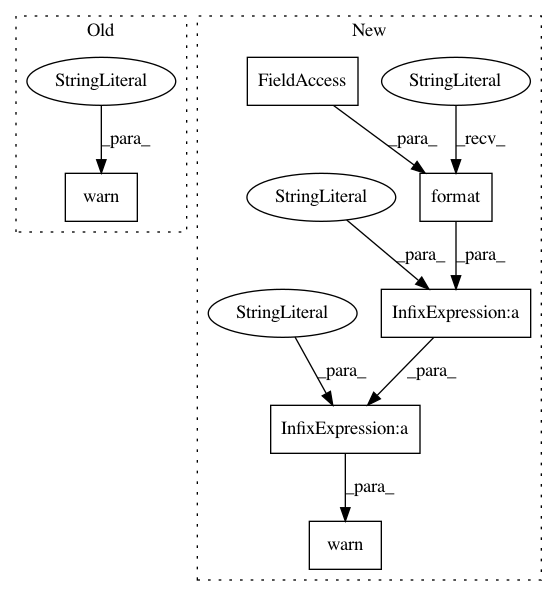 Old
New
StringLiteral
FieldAccess
StringLiteral
_para_
_para_
_recv_
warn
StringLiteral
format
_para_
_para_
StringLiteral
InfixExpression:a
_para_
_para_
InfixExpression:a
_para_
warn